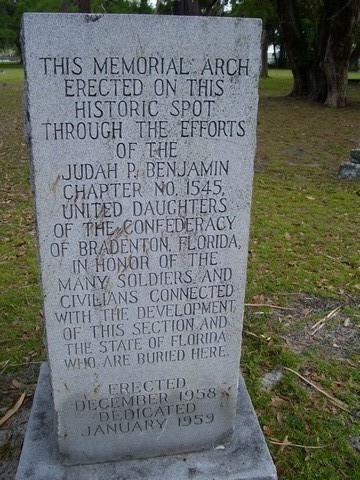 THIS MEMORIAL ARCH
ERECTED ON THIS
HISTORIC SPOT
THROUGH THE EFFORTS
OF THE
JUDAH P. BENJAMIN
CHAPTER NO. 1545,
UNITED DAUGHTERS
OF THE CONFEDERACY
OF BRADENTON, FLORIDA,
IN HONOR OF THE
MANY SOLDIERS AND
CIVILIANS CONNECTED
WITH THE DEVELOPMENT
OF THIS SECTION AND
THE STATE OF FLORIDA
WHO ARE BURIED HERE.
ERECTED
DECEMBER 1958
DEDICATED
JANUARY 1959